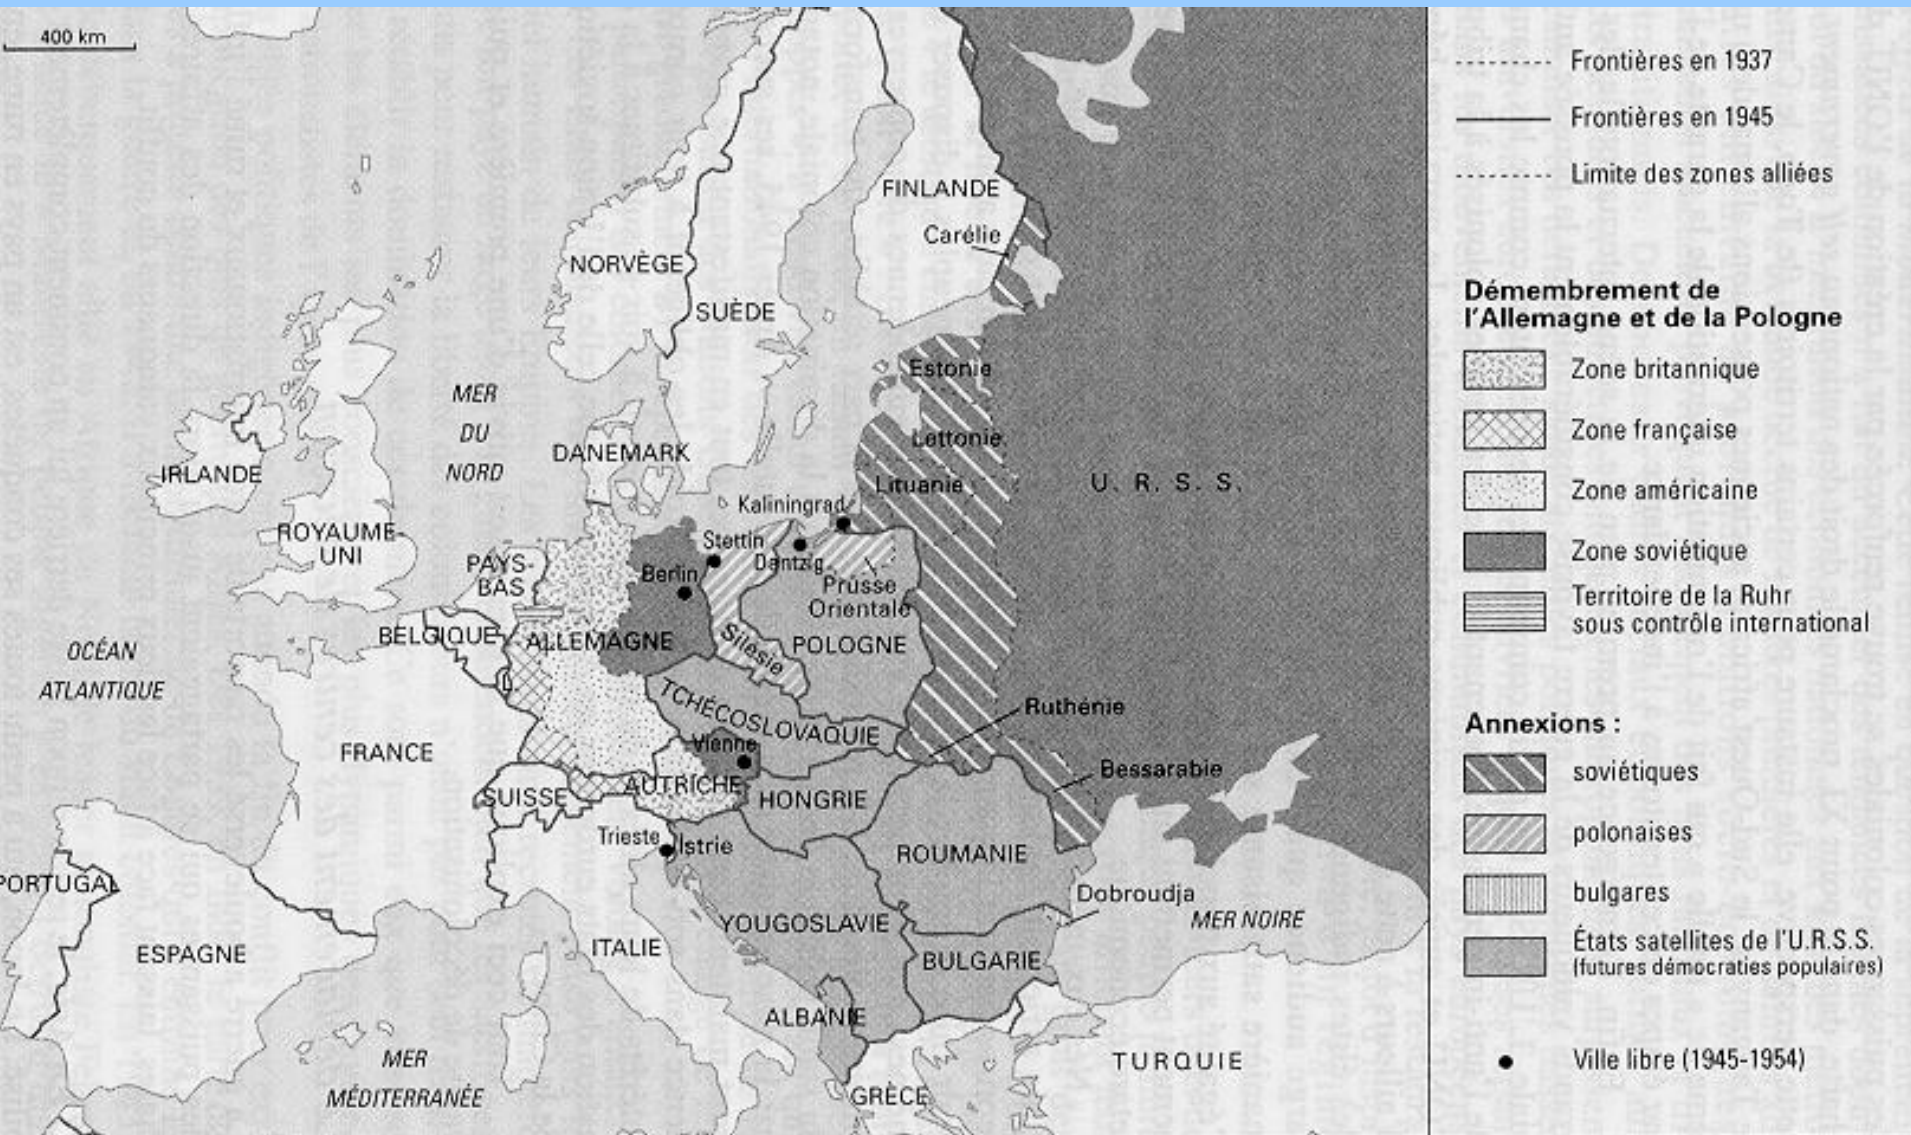 400 km
FINLANDE
Carélie
NORVÈGE
SUÈDE
Estonie
MER
DU
NORD
DANEMARK
Lettonie
IRLANDE
Lituanie
U. R. S. S.
Kaliningrad
ROYAUME-
UNI
PAYS-
BAS
Stettin
Dantzig
Berlin
Prusse
Orientale
BELGIQUE
ALLEMAGNE
Silésie
POLOGNE
OCÉAN
ATLANTIQUE
L.
TCHÉCOSLOVAQUIE
Ruthénie
FRANCE
Vienne
Bessarabie
SUISSE
AUTRICHE
HONGRIE
Trieste
Istrie
ROUMANIE
PORTUGAL
Dobroudja
MER NOIRE
YOUGOSLAVIE
ESPAGNE
ITALIE
BULGARIE
ALBANIE
MER
MÉDITERRANÉE
TURQUIE
GRÈCE
Frontières en 1937
Frontières en 1945
Limite des zones alliées
Démembrement de
l'Allemagne et de la Pologne
Zone britannique
Zone française
Zone américaine
Zone soviétique
Territoire de la Ruhr
sous contrôle international
Annexions :
soviétiques
polonaises
bulgares
États satellites de l'U.R.S.S.
(futures démocraties populaires)
Ville libre (1945-1954)